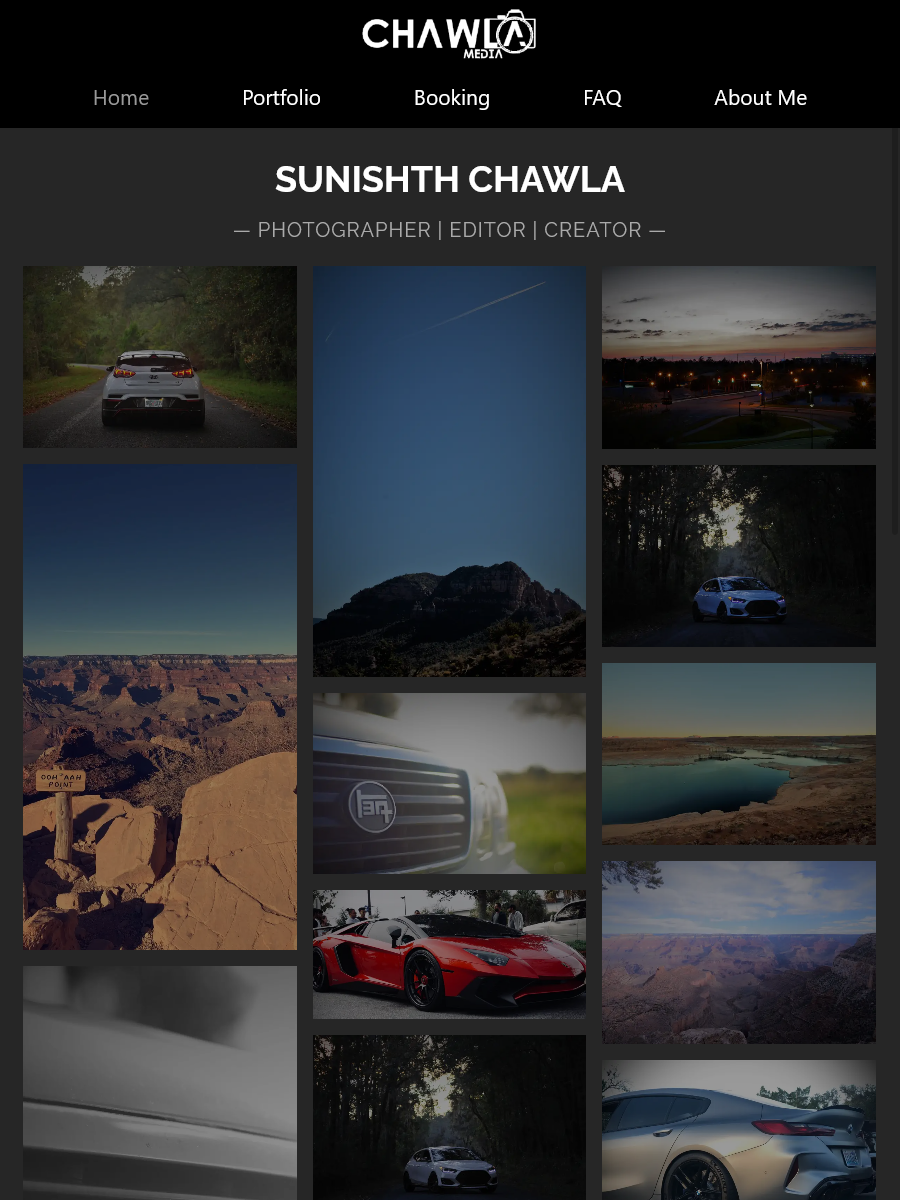 CHAWLA
MEDIA
Home
Portfolio
Booking
FAQ
About Me
SUNISHTH CHAWLA
— PHOTOGRAPHER | EDITOR | CREATOR —
OOH "AAH
POINT